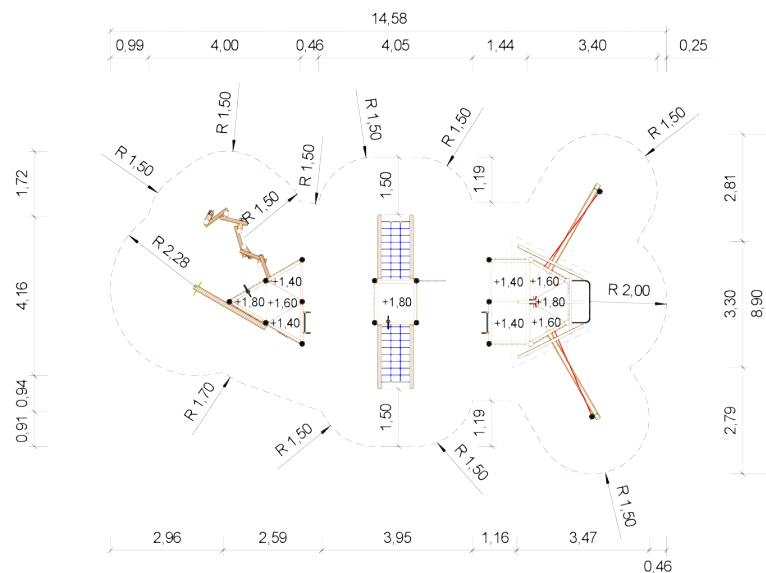 14,58
0,99 4,00 0,46 4,05 1,44 3,40 0,25
R 1,50
R 1,50
R 1,50
R 1,50
R 1,50
R 1,50
R 1,50
1,72
4,16
0,94
0,91
1,50
1,19
2,81
3,30
8,90
2,79
R 2,28
+1,40
+1,80 +1,60
+1,40
+1,80
+1,40 +1,60
+1,80
+1,40 +1,60
R 2,00
R 1,70
R 1,50
1,50
1,19
R 1,50
R 1,50
2,96 2,59 3,95 1,16 3,47
0,46